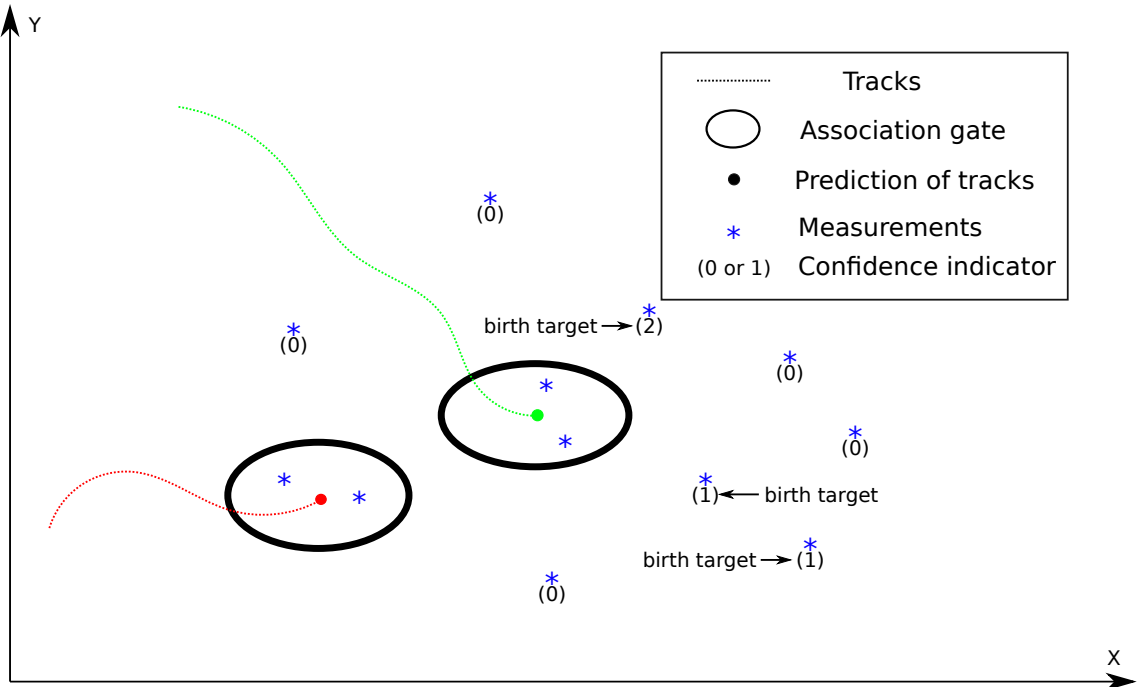 Y
Tracks
Association gate
Prediction of tracks
(0)
Measurements
(0 or 1) Confidence indicator
birth target (2)
(0)
(0)
(0)
(1) birth target
birth target (1)
(0)
X